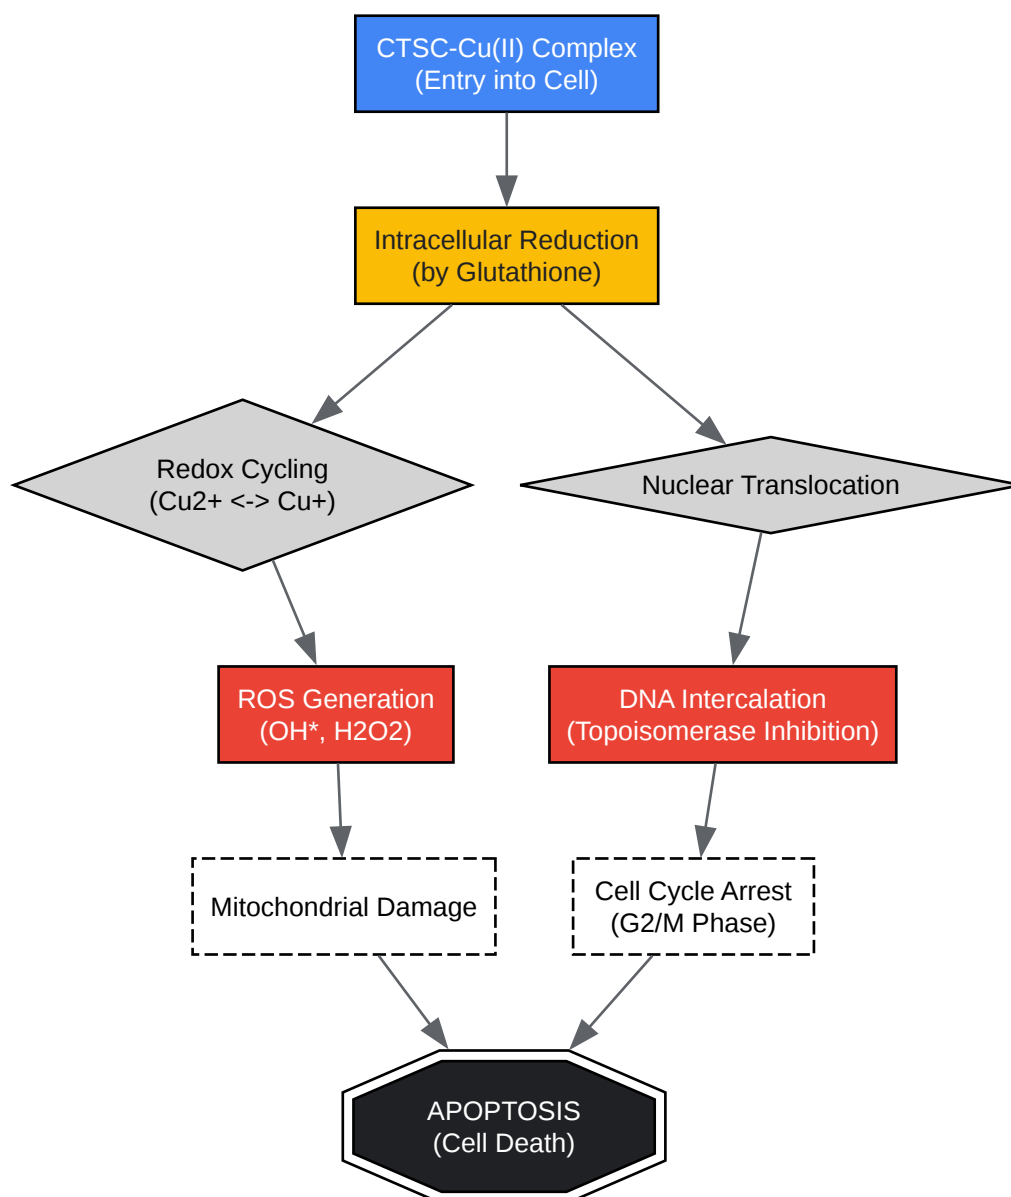 CTSC-Cu(II) Complex
(Entry into Cell)
Intracellular Reduction
(by Glutathione)
Redox Cycling
(Cu2+ <-> Cu+)
Nuclear Translocation
ROS Generation
(OH*, H2O2)
DNA Intercalation
(Topoisomerase Inhibition)
Mitochondrial Damage
Cell Cycle Arrest
(G2/M Phase)
APOPTOSIS
(Cell Death)